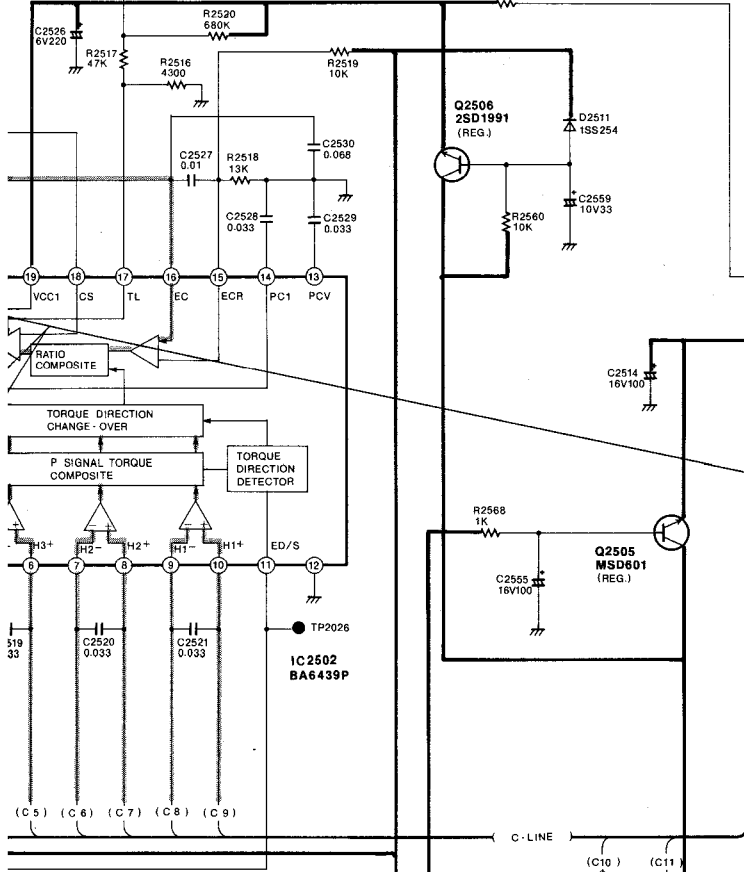 R2520
680K
C2526
6V220
R2517
47K
R2516
4300
R2519
10K
Q2506
2SD1991
(REG.)
D2511
1SS254
C2530
0.068
C2527
0.01
R2518
13K
C2528
0.033
C2529
0.033
R2560
10K
C2559
10V33
19
18
17
16
15
14
13
VCC1
CS
TL
EC
ECR
PC1
PCV
RATIO
COMPOSITE
C2514
16V100
TORQUE DIRECTION
CHANGE-OVER
P SIGNAL TORQUE
COMPOSITE
TORQUE
DIRECTION
DETECTOR
R2568
1K
Q2505
MSD601
(REG.)
C2555
16V100
H3+
H2-
H2+
H1-
H1+
ED/S
6
7
8
9
10
11
12
519
33
C2520
0.033
C2521
0.033
TP2026
IC2502
BA6439P
(C5)
(C6)
(C7)
(C8)
(C9)
C-LINE
(C10)
(C11)